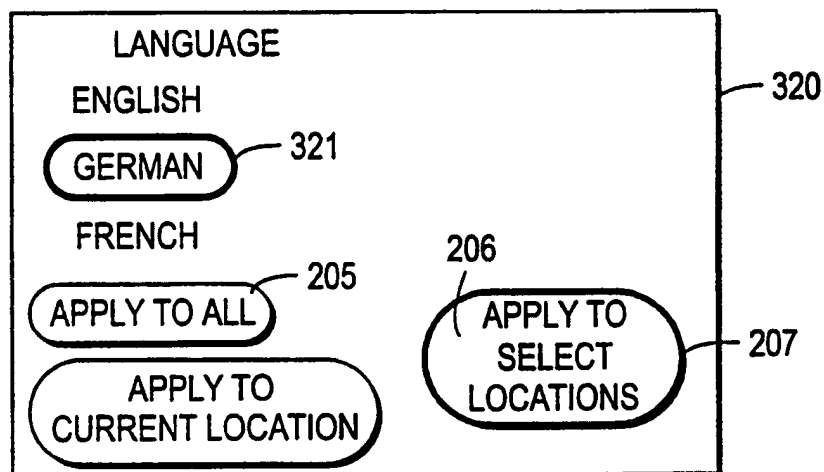 LANGUAGE
ENGLISH
320
GERMAN
321
FRENCH
206
205
APPLY TO ALL
APPLY TO
SELECT
LOCATIONS
207
APPLY TO
CURRENT LOCATION